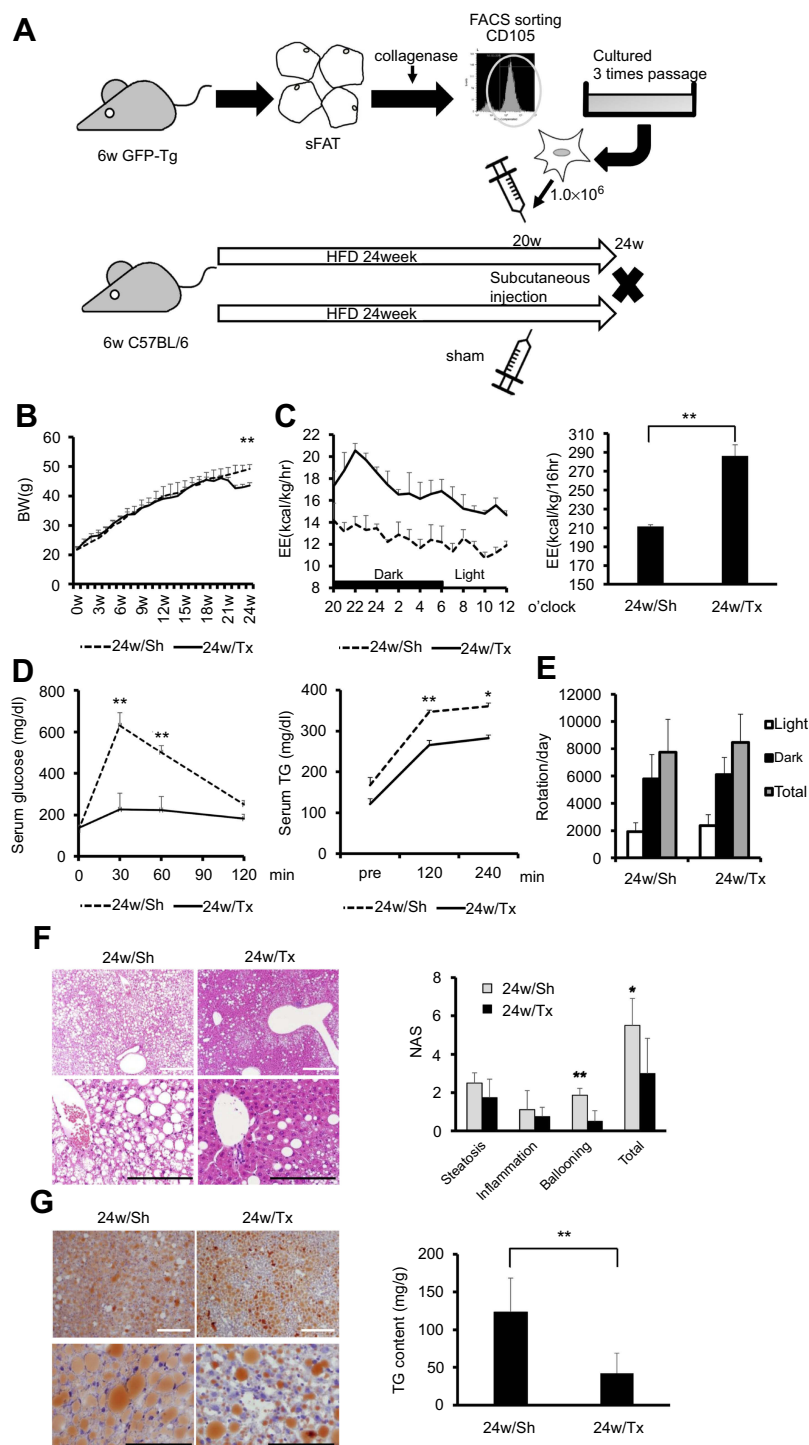 A
FACS sorting
CD105
collagenase
Cultured
3 times passage
6w GFP-Tg
sFAT
1.0×10⁶
20w
24w
HFD 24week
Subcutaneous
injection
HFD 24week
6w C57BL/6
sham
B
BW(g)
60
50
40
30
20
10
0
**
0w
3w
6w
9w
12w
15w
18w
21w
24w
24w/Sh
24w/Tx
C
EE(kcal/kg/hr)
22
20
18
16
14
12
10
8
Dark
Light
20 22 24 2 4 6 8 10 12
o'clock
EE(kcal/kg/16hr)
310
290
270
250
230
210
190
170
150
**
24w/Sh
24w/Tx
D
Serum glucose (mg/dl)
800
600
400
200
0
**
**
0 30 60 90 120 min
24w/Sh
24w/Tx
Serum TG (mg/dl)
400
300
200
100
0
**
*
pre 120 240 min
24w/Sh
24w/Tx
E
Rotation/day
12000
10000
8000
6000
4000
2000
0
Light
Dark
Total
24w/Sh
24w/Tx
F
24w/Sh
24w/Tx
NAS
8
6
4
2
0
24w/Sh
24w/Tx
**
*
Steatosis
Inflammation
Ballooning
Total
G
24w/Sh
24w/Tx
TG content (mg/g)
200
150
100
50
0
**
24w/Sh
24w/Tx